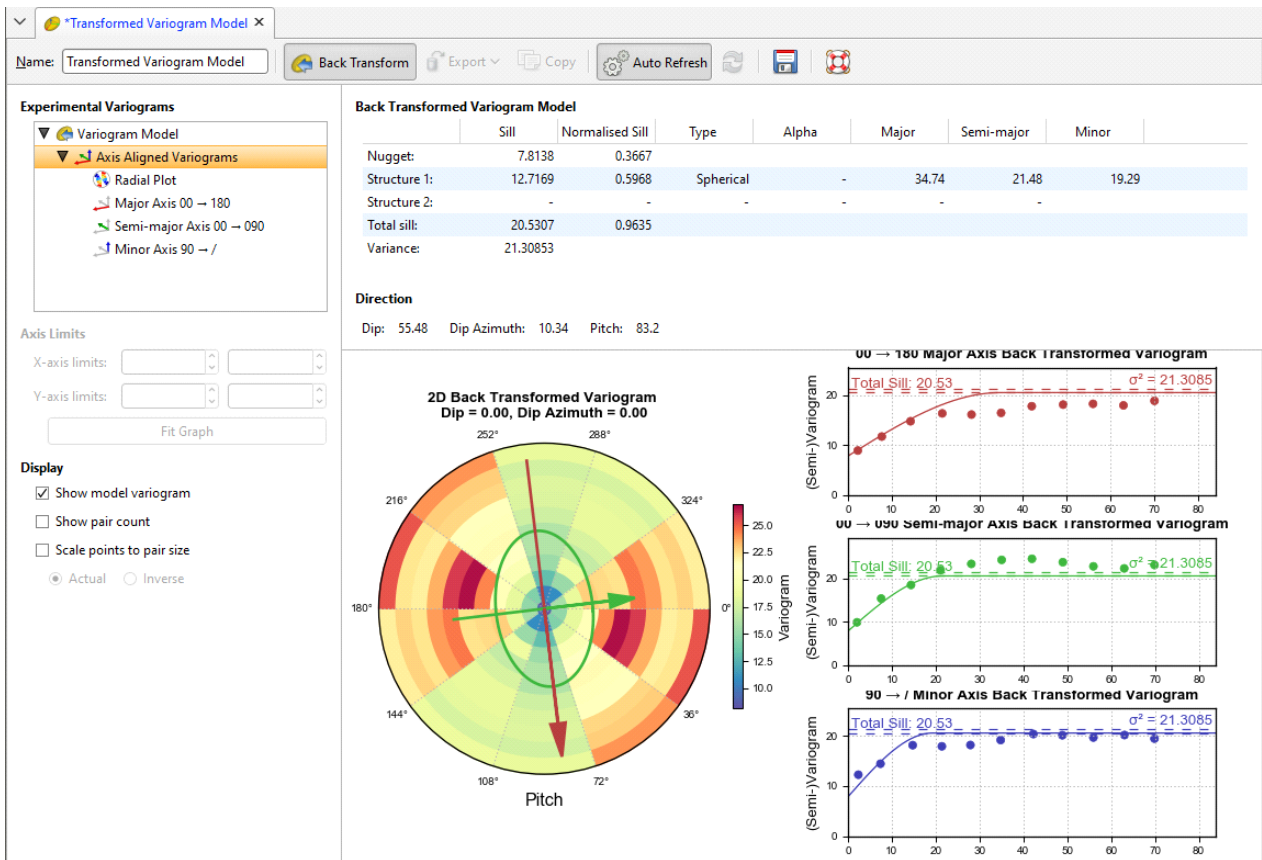 *Transformed Variogram Model ✕
Name: Transformed Variogram Model Back Transform Export Copy Auto Refresh
Experimental Variograms
Variogram Model
Axis Aligned Variograms
Radial Plot
Major Axis 00 → 180
Semi-major Axis 00 → 090
Minor Axis 90 → /
Axis Limits
X-axis limits:
Y-axis limits:
Fit Graph
Display
Show model variogram
Show pair count
Scale points to pair size
Actual Inverse
Back Transformed Variogram Model
Sill Normalised Sill Type Alpha Major Semi-major Minor
Nugget: 7.8138 0.3667
Structure 1: 12.7169 0.5968 Spherical - 34.74 21.48 19.29
Structure 2: - - - - - -
Total sill: 20.5307 0.9635
Variance: 21.30853
Direction
Dip: 55.48 Dip Azimuth: 10.34 Pitch: 83.2
2D Back Transformed Variogram
Dip = 0.00, Dip Azimuth = 0.00
252° 288°
216° 324°
180° 0°
144° 36°
108° 72°
Pitch
25.0
22.5
20.0
17.5
15.0
12.5
10.0
Variogram
00 → 180 Major Axis Back Transformed Variogram
Total Sill: 20.53 σ² = 21.3085
(Semi-)Variogram
20
10
0
0 10 20 30 40 50 60 70 80
00 → 090 Semi-major Axis Back Transformed Variogram
Total Sill: 20.53 σ² = 21.3085
(Semi-)Variogram
20
10
0
0 10 20 30 40 50 60 70 80
90 → / Minor Axis Back Transformed Variogram
Total Sill: 20.53 σ² = 21.3085
(Semi-)Variogram
20
10
0
0 10 20 30 40 50 60 70 80